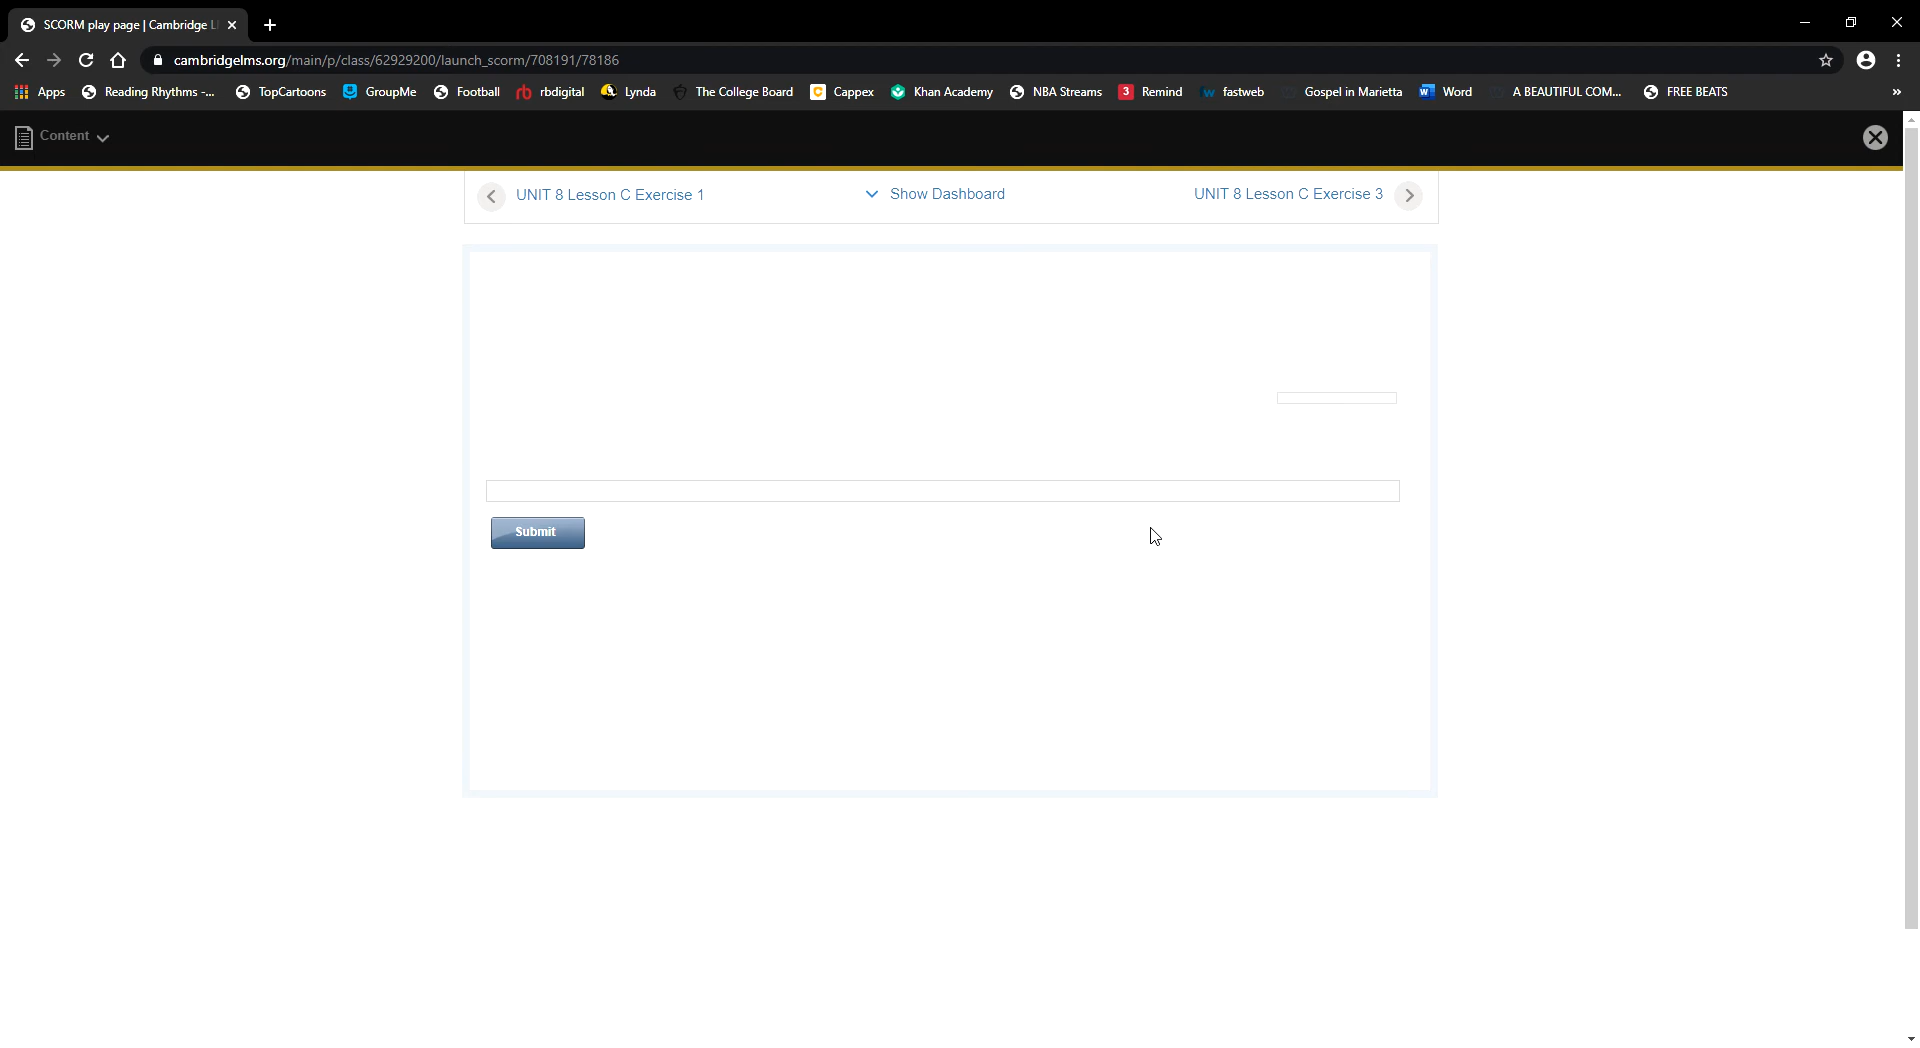 SCORM play page | Cambridge L
cambridgelms.org/main/p/class/62929200/launch_scorm/708191/78186
Apps Reading Rhythms -... TopCartoons GroupMe Football rb rbdigital Lynda The College Board C Cappex Khan Academy NBA Streams 3 Remind w fastweb Gospel in Marietta W Word A BEAUTIFUL COM... FREE BEATS »
Content
UNIT 8 Lesson C Exercise 1 Show Dashboard UNIT 8 Lesson C Exercise 3
Submit